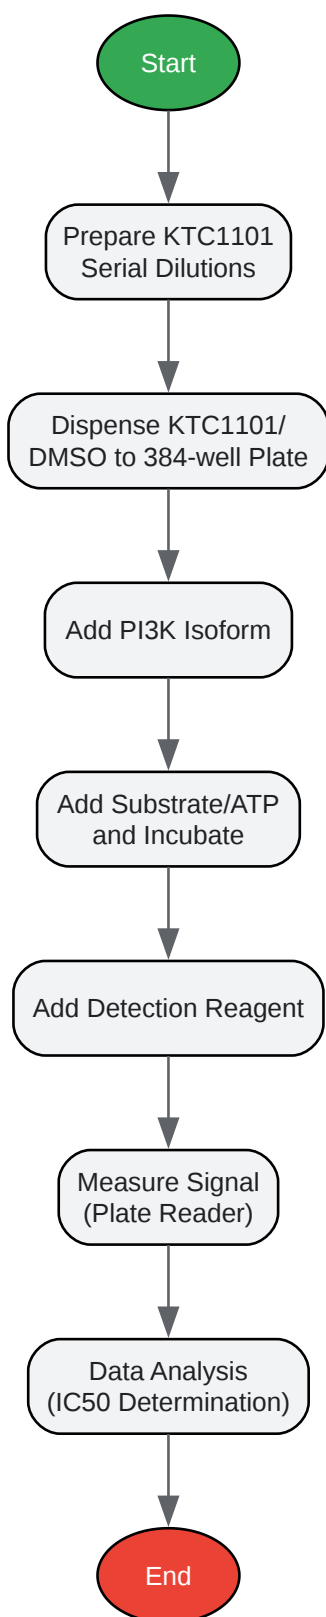 Start
Prepare KTC1101
Serial Dilutions
Dispense KTC1101/
DMSO to 384-well Plate
Add PI3K Isoform
Add Substrate/ATP
and Incubate
Add Detection Reagent
Measure Signal
(Plate Reader)
Data Analysis
(IC50 Determination)
End